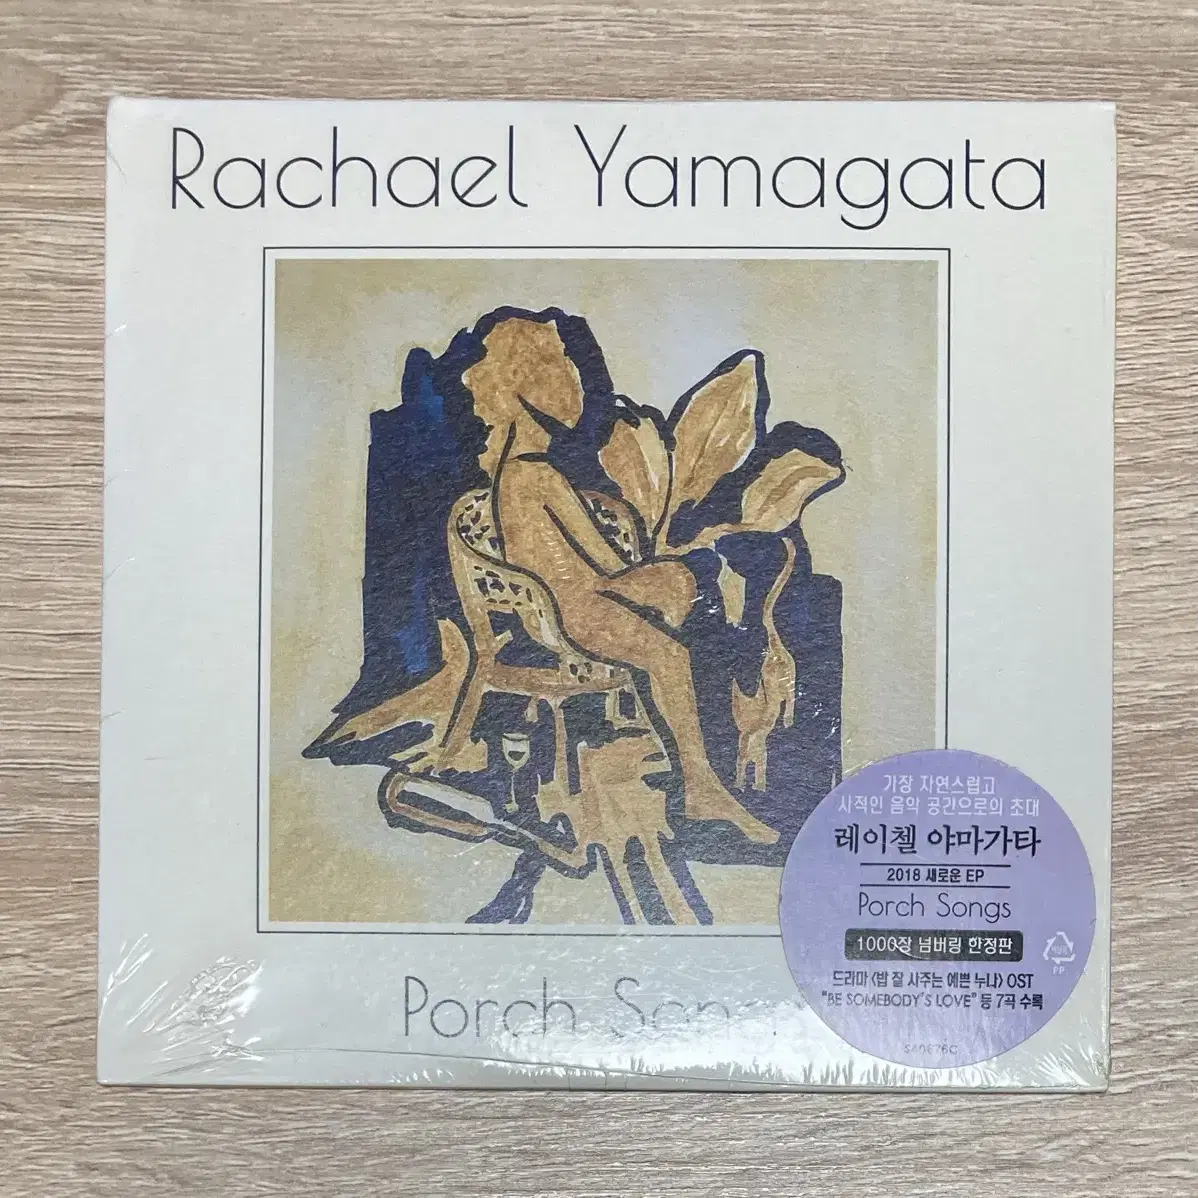 Rachael Yamagata
Porch Songs
가장 자연스럽고
시적인 음악 공간으로의 초대
레이첼 야마가타
2018 새로운 EP
Porch Songs
1000장 넘버링 한정판
드라마 <밥 잘 사주는 예쁜 누나> OST
"BE SOMEBODY'S LOVE" 등 7곡 수록
PP
S40676C